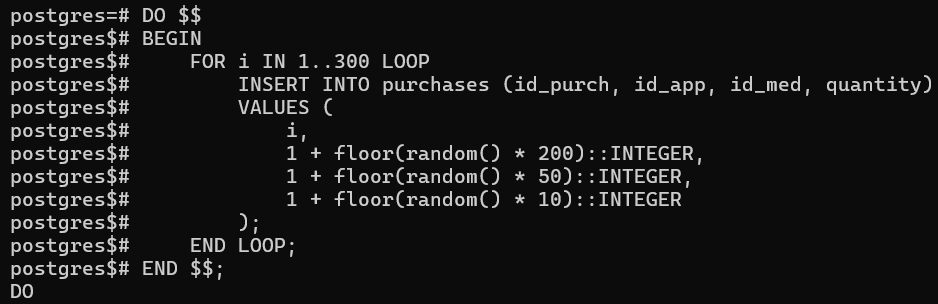 postgres=# DO $$
postgres$# BEGIN
postgres$#     FOR i IN 1..300 LOOP
postgres$#         INSERT INTO purchases (id_purch, id_app, id_med, quantity)
postgres$#         VALUES (
postgres$#             i,
postgres$#             1 + floor(random() * 200)::INTEGER,
postgres$#             1 + floor(random() * 50)::INTEGER,
postgres$#             1 + floor(random() * 10)::INTEGER
postgres$#         );
postgres$#     END LOOP;
postgres$# END $$;
DO